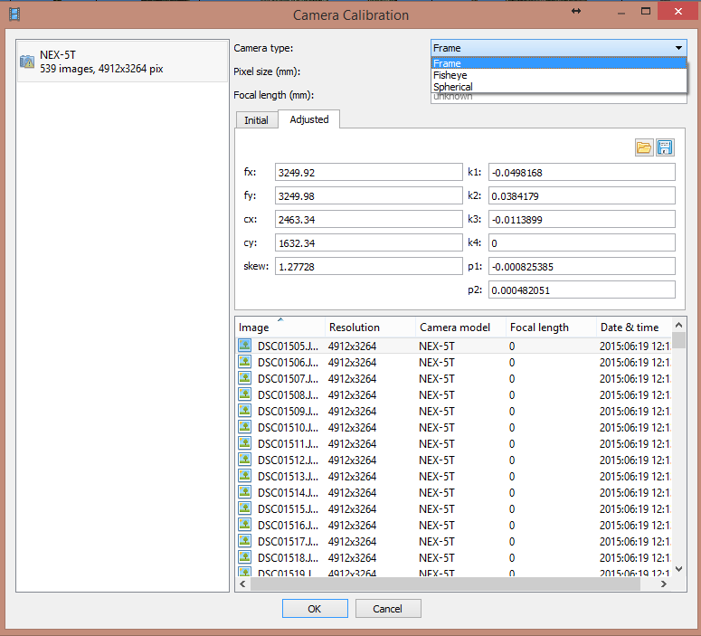 Camera Calibration
NEX-5T
539 images, 4912x3264 pix
Camera type:
Frame
Frame
Fisheye
Spherical
Pixel size (mm):
Focal length (mm):
unknown
Initial
Adjusted
fx:
3249.92
k1:
-0.0498168
fy:
3249.98
k2:
0.0384179
cx:
2463.34
k3:
-0.0113899
cy:
1632.34
k4:
0
skew:
1.27728
p1:
-0.000825385
p2:
0.000482051
Image Resolution Camera model Focal length Date & time
DSC01505.J... 4912x3264 NEX-5T 0 2015:06:19 12:1
DSC01506.J... 4912x3264 NEX-5T 0 2015:06:19 12:1
DSC01507.J... 4912x3264 NEX-5T 0 2015:06:19 12:1
DSC01508.J... 4912x3264 NEX-5T 0 2015:06:19 12:1
DSC01509.J... 4912x3264 NEX-5T 0 2015:06:19 12:1
DSC01510.J... 4912x3264 NEX-5T 0 2015:06:19 12:1
DSC01511.J... 4912x3264 NEX-5T 0 2015:06:19 12:1
DSC01512.J... 4912x3264 NEX-5T 0 2015:06:19 12:1
DSC01513.J... 4912x3264 NEX-5T 0 2015:06:19 12:1
DSC01514.J... 4912x3264 NEX-5T 0 2015:06:19 12:1
DSC01515.J... 4912x3264 NEX-5T 0 2015:06:19 12:1
DSC01516.J... 4912x3264 NEX-5T 0 2015:06:19 12:1
DSC01517.J... 4912x3264 NEX-5T 0 2015:06:19 12:1
DSC01518.J... 4912x3264 NEX-5T 0 2015:06:19 12:1
DSC01519.J... 4912x3264 NEX-5T 0 2015:06:19 12:1
OK
Cancel